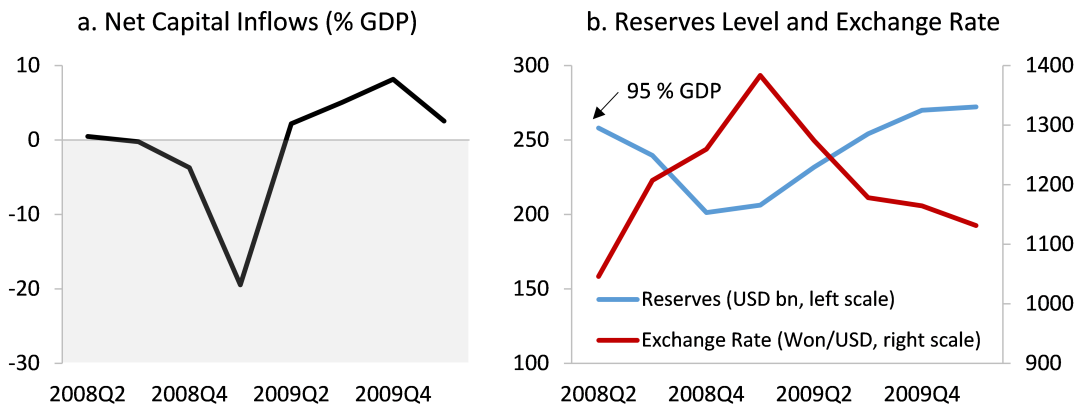 a. Net Capital Inflows (% GDP)
10
0
-10
-20
-30
2008Q2 2008Q4 2009Q2 2009Q4
b. Reserves Level and Exchange Rate
300
250
200
150
100
1400
1300
1200
1100
1000
900
95 % GDP
Reserves (USD bn, left scale)
Exchange Rate (Won/USD, right scale)
2008Q2 2008Q4 2009Q2 2009Q4